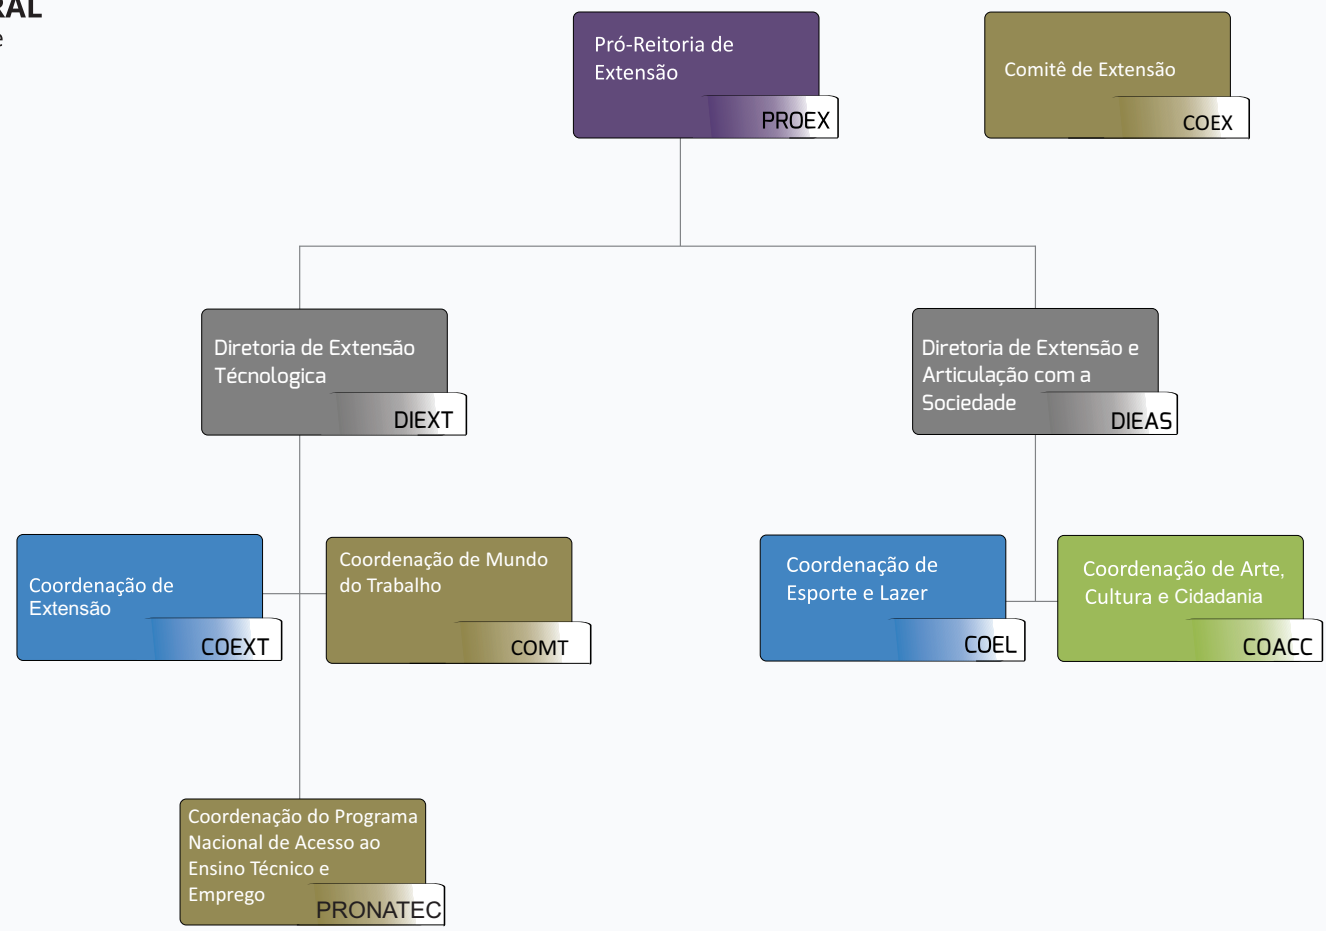 RAL
e
Pró-Reitoria de
Extensão
PROEX
Comitê de Extensão
COEX
Diretoria de Extensão
Técnologica
DIEXT
Diretoria de Extensão e
Articulação com a
Sociedade
DIEAS
Coordenação de
Extensão
COEXT
Coordenação de Mundo
do Trabalho
COMT
Coordenação de
Esporte e Lazer
COEL
Coordenação de Arte,
Cultura e Cidadania
COACC
Coordenação do Programa
Nacional de Acesso ao
Ensino Técnico e
Emprego
PRONATEC